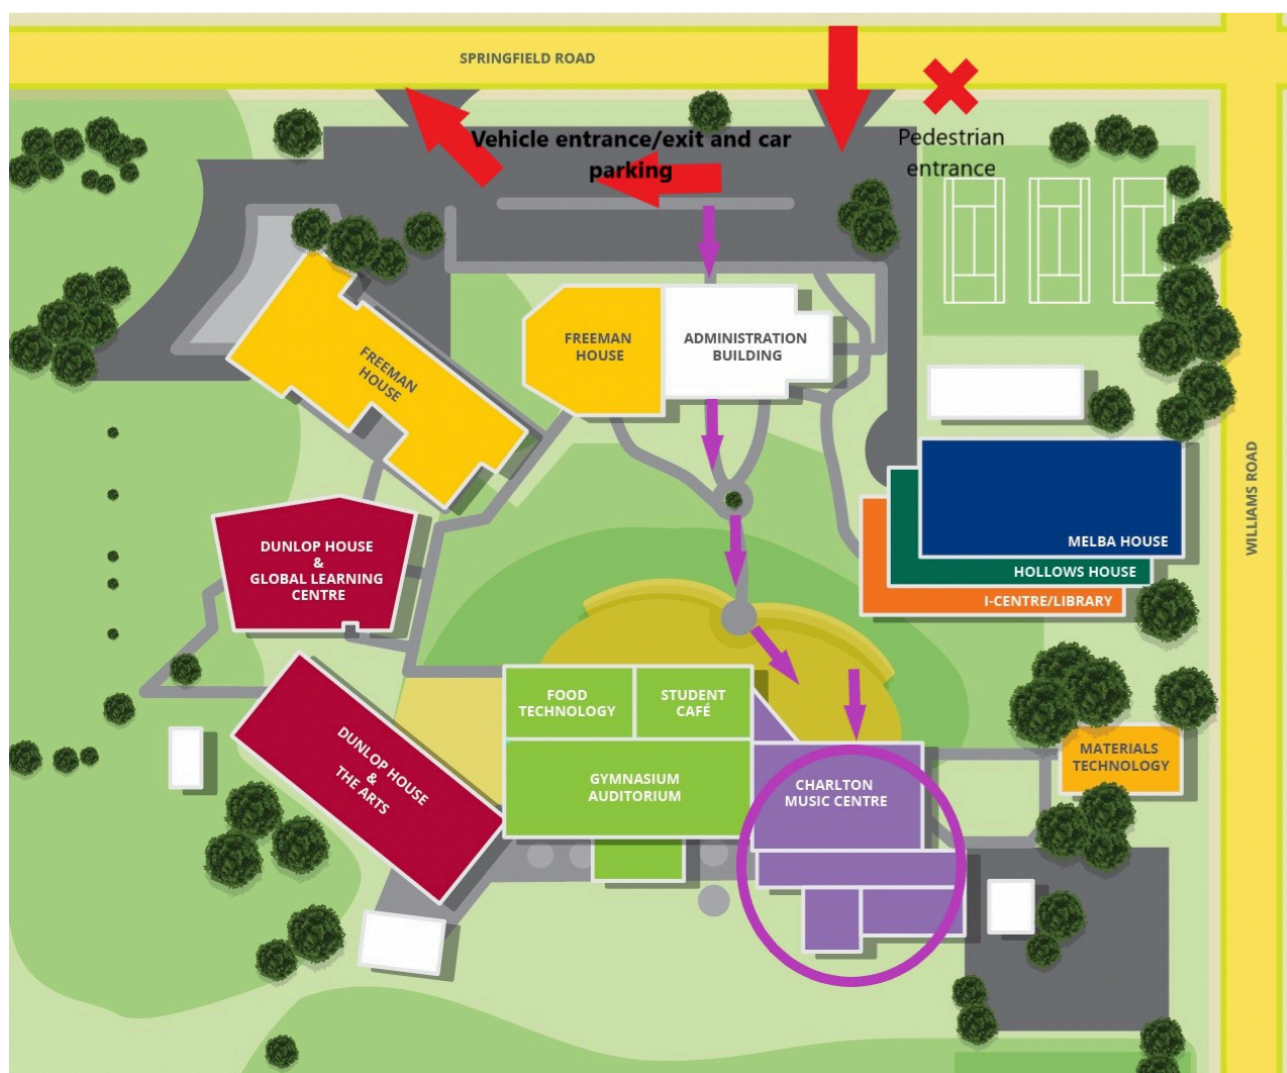 SPRINGFIELD ROAD
Vehicle entrance/exit and car
parking
Pedestrian
entrance
FREEMAN
HOUSE
FREEMAN
HOUSE
ADMINISTRATION
BUILDING
WILLIAMS ROAD
MELBA HOUSE
HOLLOWS HOUSE
I-CENTRE/LIBRARY
DUNLOP HOUSE
&
GLOBAL LEARNING
CENTRE
FOOD
TECHNOLOGY
STUDENT
CAFÉ
DUNLOP HOUSE
&
THE ARTS
GYMNASIUM
AUDITORIUM
CHARLTON
MUSIC CENTRE
MATERIALS
TECHNOLOGY